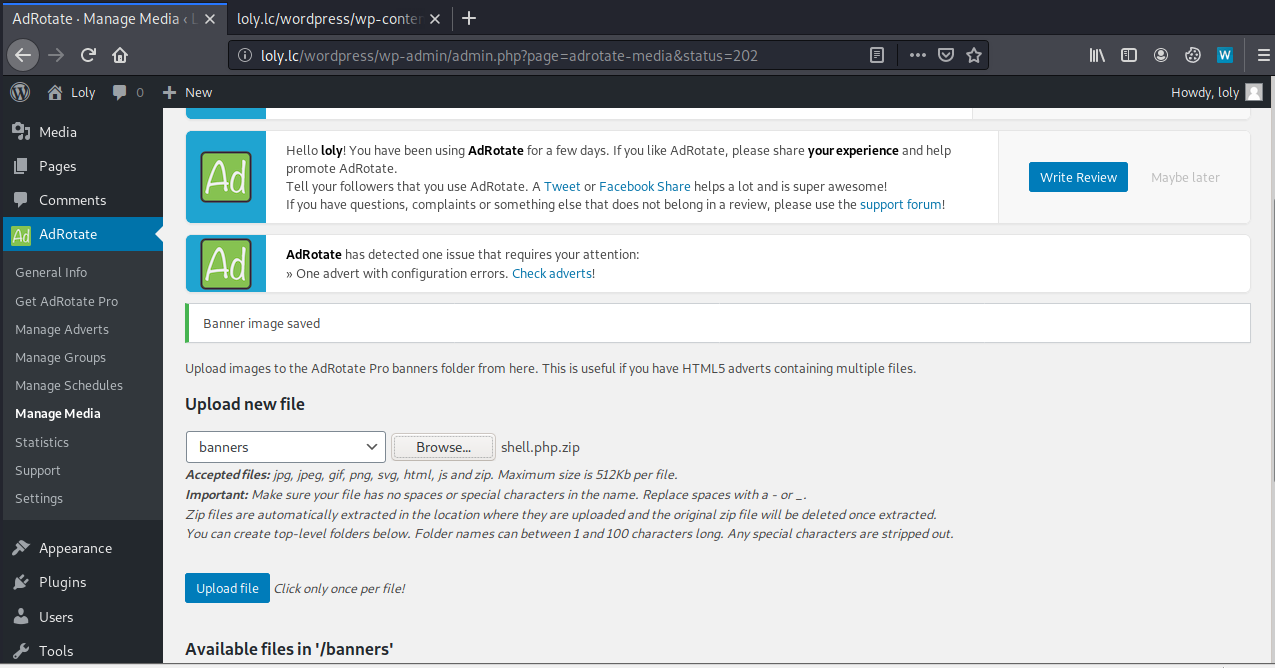 AdRotate · Manage Media ‹ L
loly.lc/wordpress/wp-conter
loly.lc/wordpress/wp-admin/admin.php?page=adrotate-media&status=202
W
Loly
0
New
Howdy, loly
Media
Pages
Comments
Ad AdRotate
General Info
Get AdRotate Pro
Manage Adverts
Manage Groups
Manage Schedules
Manage Media
Statistics
Support
Settings
Appearance
Plugins
Users
Tools
Ad
Hello loly! You have been using AdRotate for a few days. If you like AdRotate, please share your experience and help
promote AdRotate.
Tell your followers that you use AdRotate. A Tweet or Facebook Share helps a lot and is super awesome!
If you have questions, complaints or something else that does not belong in a review, please use the support forum!
Write Review
Maybe later
Ad
AdRotate has detected one issue that requires your attention:
» One advert with configuration errors. Check adverts!
Banner image saved
Upload images to the AdRotate Pro banners folder from here. This is useful if you have HTML5 adverts containing multiple files.
Upload new file
banners
Browse...
shell.php.zip
Accepted files: jpg, jpeg, gif, png, svg, html, js and zip. Maximum size is 512Kb per file.
Important: Make sure your file has no spaces or special characters in the name. Replace spaces with a - or _.
Zip files are automatically extracted in the location where they are uploaded and the original zip file will be deleted once extracted.
You can create top-level folders below. Folder names can between 1 and 100 characters long. Any special characters are stripped out.
Upload file
Click only once per file!
Available files in '/banners'